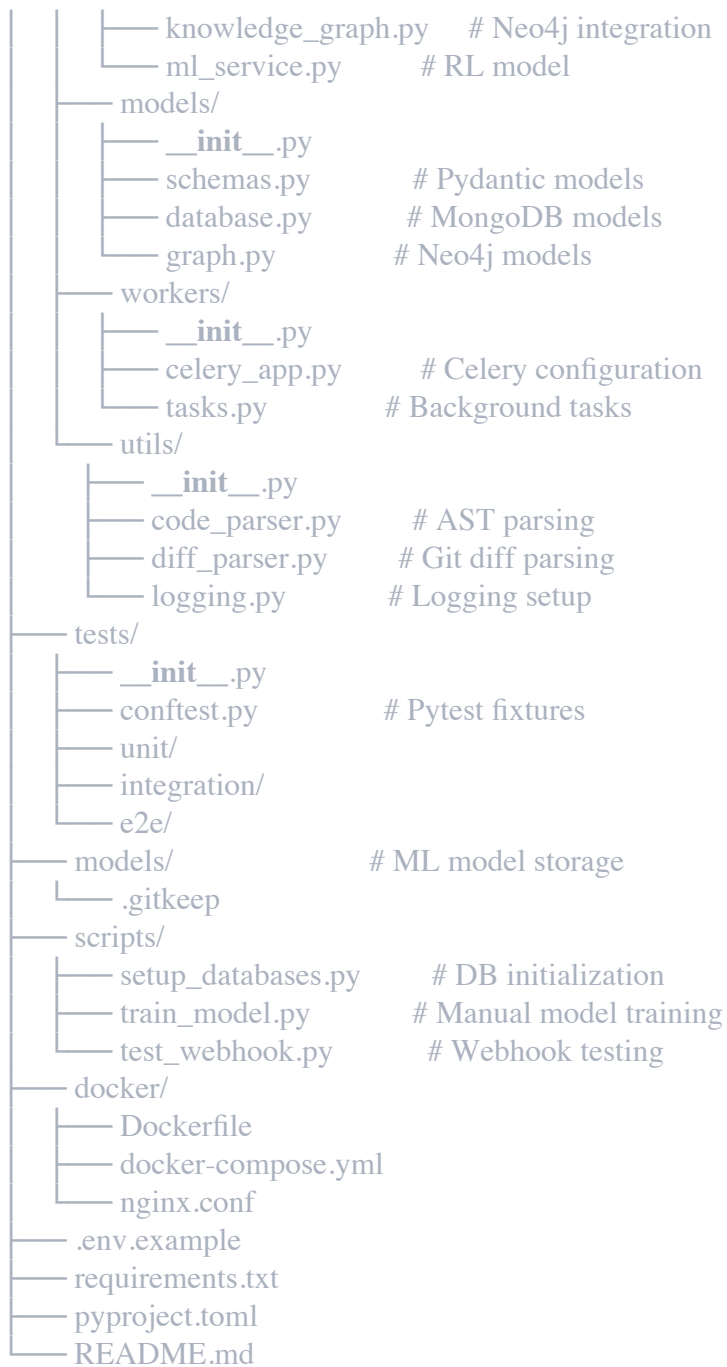 │   │   ├── knowledge_graph.py     # Neo4j integration
│   │   └── ml_service.py          # RL model
│   ├── models/
│   │   ├── __init__.py
│   │   ├── schemas.py             # Pydantic models
│   │   ├── database.py            # MongoDB models
│   │   └── graph.py               # Neo4j models
│   ├── workers/
│   │   ├── __init__.py
│   │   ├── celery_app.py          # Celery configuration
│   │   └── tasks.py               # Background tasks
│   └── utils/
│       ├── __init__.py
│       ├── code_parser.py         # AST parsing
│       ├── diff_parser.py         # Git diff parsing
│       └── logging.py             # Logging setup
├── tests/
│   ├── __init__.py
│   ├── conftest.py                # Pytest fixtures
│   ├── unit/
│   ├── integration/
│   └── e2e/
├── models/                        # ML model storage
│   └── .gitkeep
├── scripts/
│   ├── setup_databases.py         # DB initialization
│   ├── train_model.py             # Manual model training
│   └── test_webhook.py            # Webhook testing
├── docker/
│   ├── Dockerfile
│   ├── docker-compose.yml
│   └── nginx.conf
├── .env.example
├── requirements.txt
├── pyproject.toml
└── README.md